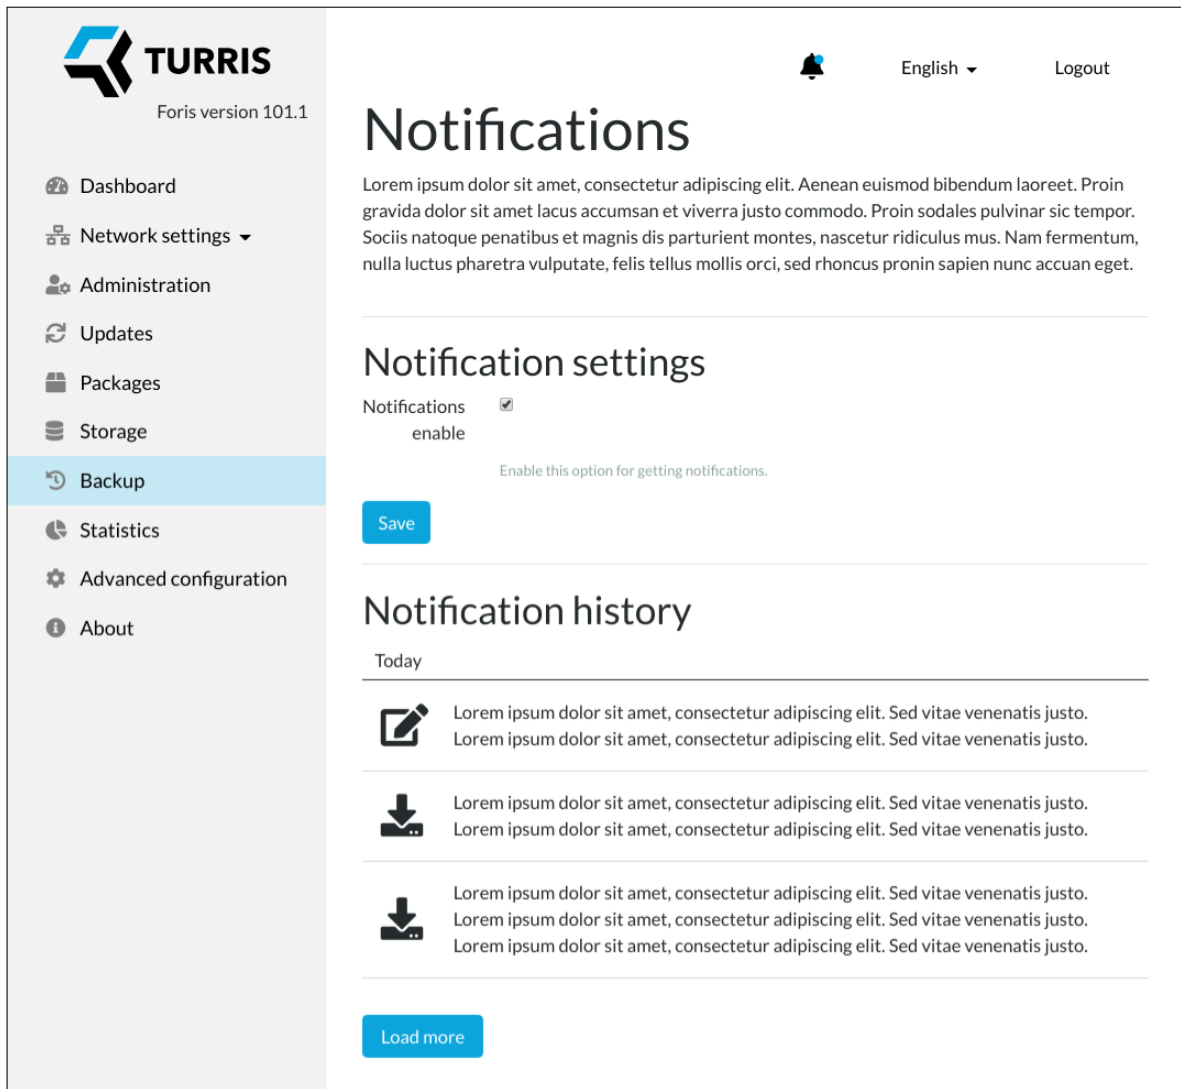 TURRIS
Foris version 101.1
Dashboard
Network settings
Administration
Updates
Packages
Storage
Backup
Statistics
Advanced configuration
About
English
Logout
Notifications
Lorem ipsum dolor sit amet, consectetur adipiscing elit. Aenean euismod bibendum laoreet. Proin
gravida dolor sit amet lacus accumsan et viverra justo commodo. Proin sodales pulvinar sic tempor.
Sociis natoque penatibus et magnis dis parturient montes, nascetur ridiculus mus. Nam fermentum,
nulla luctus pharetra vulputate, felis tellus mollis orci, sed rhoncus pronin sapien nunc accuan eget.
Notification settings
Notifications
enable
Enable this option for getting notifications.
Save
Notification history
Today
Lorem ipsum dolor sit amet, consectetur adipiscing elit. Sed vitae venenatis justo.
Lorem ipsum dolor sit amet, consectetur adipiscing elit. Sed vitae venenatis justo.
Lorem ipsum dolor sit amet, consectetur adipiscing elit. Sed vitae venenatis justo.
Lorem ipsum dolor sit amet, consectetur adipiscing elit. Sed vitae venenatis justo.
Lorem ipsum dolor sit amet, consectetur adipiscing elit. Sed vitae venenatis justo.
Lorem ipsum dolor sit amet, consectetur adipiscing elit. Sed vitae venenatis justo.
Lorem ipsum dolor sit amet, consectetur adipiscing elit. Sed vitae venenatis justo.
Load more